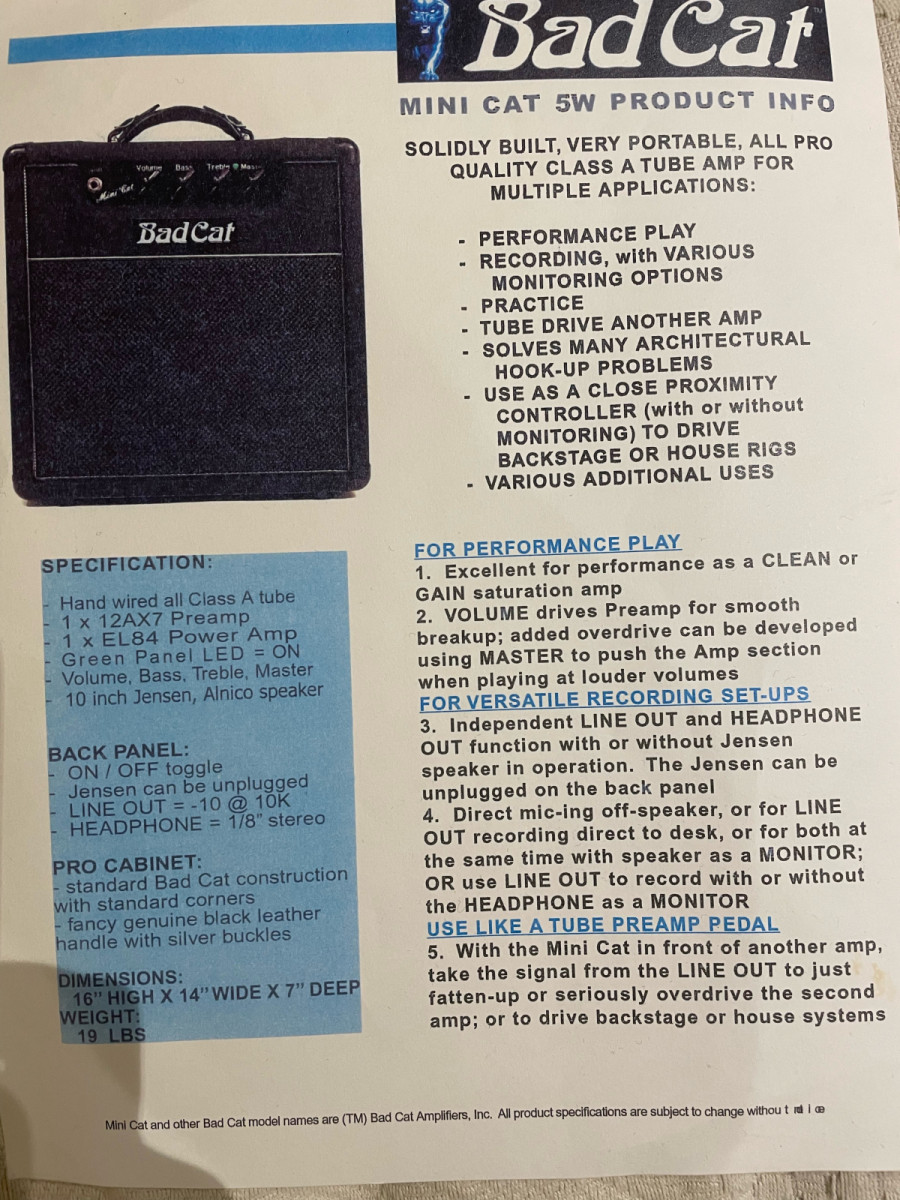 Bad Cat
TM
MINI CAT 5W PRODUCT INFO
SOLIDLY BUILT, VERY PORTABLE, ALL PRO
QUALITY CLASS A TUBE AMP FOR
MULTIPLE APPLICATIONS:
- PERFORMANCE PLAY
- RECORDING, with VARIOUS
MONITORING OPTIONS
- PRACTICE
- TUBE DRIVE ANOTHER AMP
- SOLVES MANY ARCHITECTURAL
HOOK-UP PROBLEMS
- USE AS A CLOSE PROXIMITY
CONTROLLER (with or without
MONITORING) TO DRIVE
BACKSTAGE OR HOUSE RIGS
- VARIOUS ADDITIONAL USES
Volume Bass Treble Master
Mini Cat
Bad Cat
SPECIFICATION:
- Hand wired all Class A tube
- 1 x 12AX7 Preamp
- 1 x EL84 Power Amp
- Green Panel LED = ON
- Volume, Bass, Treble, Master
- 10 inch Jensen, Alnico speaker
BACK PANEL:
- ON / OFF toggle
- Jensen can be unplugged
- LINE OUT = -10 @ 10K
- HEADPHONE = 1/8" stereo
PRO CABINET:
- standard Bad Cat construction
with standard corners
- fancy genuine black leather
handle with silver buckles
DIMENSIONS:
16" HIGH X 14" WIDE X 7" DEEP
WEIGHT:
19 LBS
FOR PERFORMANCE PLAY
1. Excellent for performance as a CLEAN or
GAIN saturation amp
2. VOLUME drives Preamp for smooth
breakup; added overdrive can be developed
using MASTER to push the Amp section
when playing at louder volumes
FOR VERSATILE RECORDING SET-UPS
3. Independent LINE OUT and HEADPHONE
OUT function with or without Jensen
speaker in operation. The Jensen can be
unplugged on the back panel
4. Direct mic-ing off-speaker, or for LINE
OUT recording direct to desk, or for both at
the same time with speaker as a MONITOR;
OR use LINE OUT to record with or without
the HEADPHONE as a MONITOR
USE LIKE A TUBE PREAMP PEDAL
5. With the Mini Cat in front of another amp,
take the signal from the LINE OUT to just
fatten-up or seriously overdrive the second
amp; or to drive backstage or house systems
Mini Cat and other Bad Cat model names are (TM) Bad Cat Amplifiers, Inc. All product specifications are subject to change without